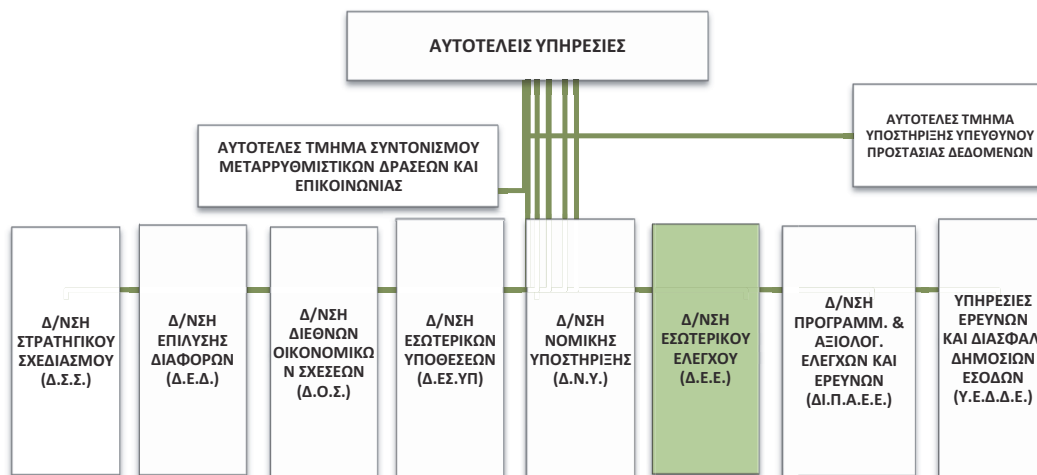 ΑΥΤΟΤΕΛΕΙΣ ΥΠΗΡΕΣΙΕΣ
ΑΥΤΟΤΕΛΕΣ ΤΜΗΜΑ
ΥΠΟΣΤΗΡΙΞΗΣ ΥΠΕΥΘΥΝΟΥ
ΠΡΟΣΤΑΣΙΑΣ ΔΕΔΟΜΕΝΩΝ
ΑΥΤΟΤΕΛΕΣ ΤΜΗΜΑ ΣΥΝΤΟΝΙΣΜΟΥ
ΜΕΤΑΡΡΥΘΜΙΣΤΙΚΩΝ ΔΡΑΣΕΩΝ ΚΑΙ
ΕΠΙΚΟΙΝΩΝΙΑΣ
Δ/ΝΣΗ
ΣΤΡΑΤΗΓΙΚΟΥ
ΣΧΕΔΙΑΣΜΟΥ
(Δ.Σ.Σ.)
Δ/ΝΣΗ
ΕΠΙΛΥΣΗΣ
ΔΙΑΦΟΡΩΝ
(Δ.Ε.Δ.)
Δ/ΝΣΗ
ΔΙΕΘΝΩΝ
ΟΙΚΟΝΟΜΙΚΩ
Ν ΣΧΕΣΕΩΝ
(Δ.Ο.Σ.)
Δ/ΝΣΗ
ΕΣΩΤΕΡΙΚΩΝ
ΥΠΟΘΕΣΕΩΝ
(Δ.ΕΣ.ΥΠ)
Δ/ΝΣΗ
ΝΟΜΙΚΗΣ
ΥΠΟΣΤΗΡΙΞΗΣ
(Δ.Ν.Υ.)
Δ/ΝΣΗ
ΕΣΩΤΕΡΙΚΟΥ
ΕΛΕΓΧΟΥ
(Δ.Ε.Ε.)
Δ/ΝΣΗ
ΠΡΟΓΡΑΜΜ. &
ΑΞΙΟΛΟΓ.
ΕΛΕΓΧΩΝ ΚΑΙ
ΕΡΕΥΝΩΝ
(ΔΙ.Π.Α.Ε.Ε.)
ΥΠΗΡΕΣΙΕΣ
ΕΡΕΥΝΩΝ
ΚΑΙ ΔΙΑΣΦΑΛ
ΔΗΜΟΣΙΩΝ
ΕΣΟΔΩΝ
(Υ.Ε.Δ.Δ.Ε.)